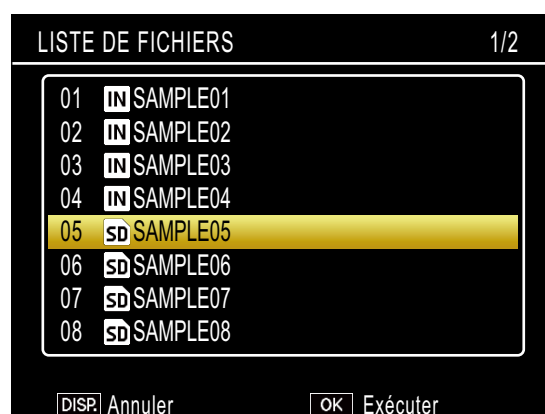 LISTE DE FICHIERS 1/2
01 IN SAMPLE01
02 IN SAMPLE02
03 IN SAMPLE03
04 IN SAMPLE04
05 SD SAMPLE05
06 SD SAMPLE06
07 SD SAMPLE07
08 SD SAMPLE08
DISP. Annuler OK Exécuter